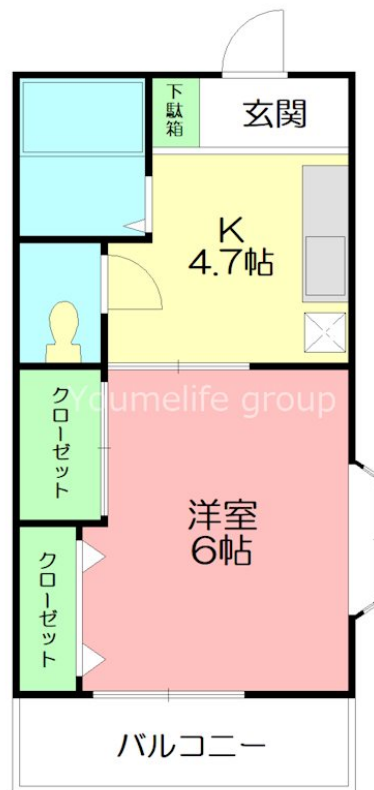 下駄箱
玄関
K
4.7帖
Youmelife group
クローゼット
洋室
6帖
クローゼット
バルコニー